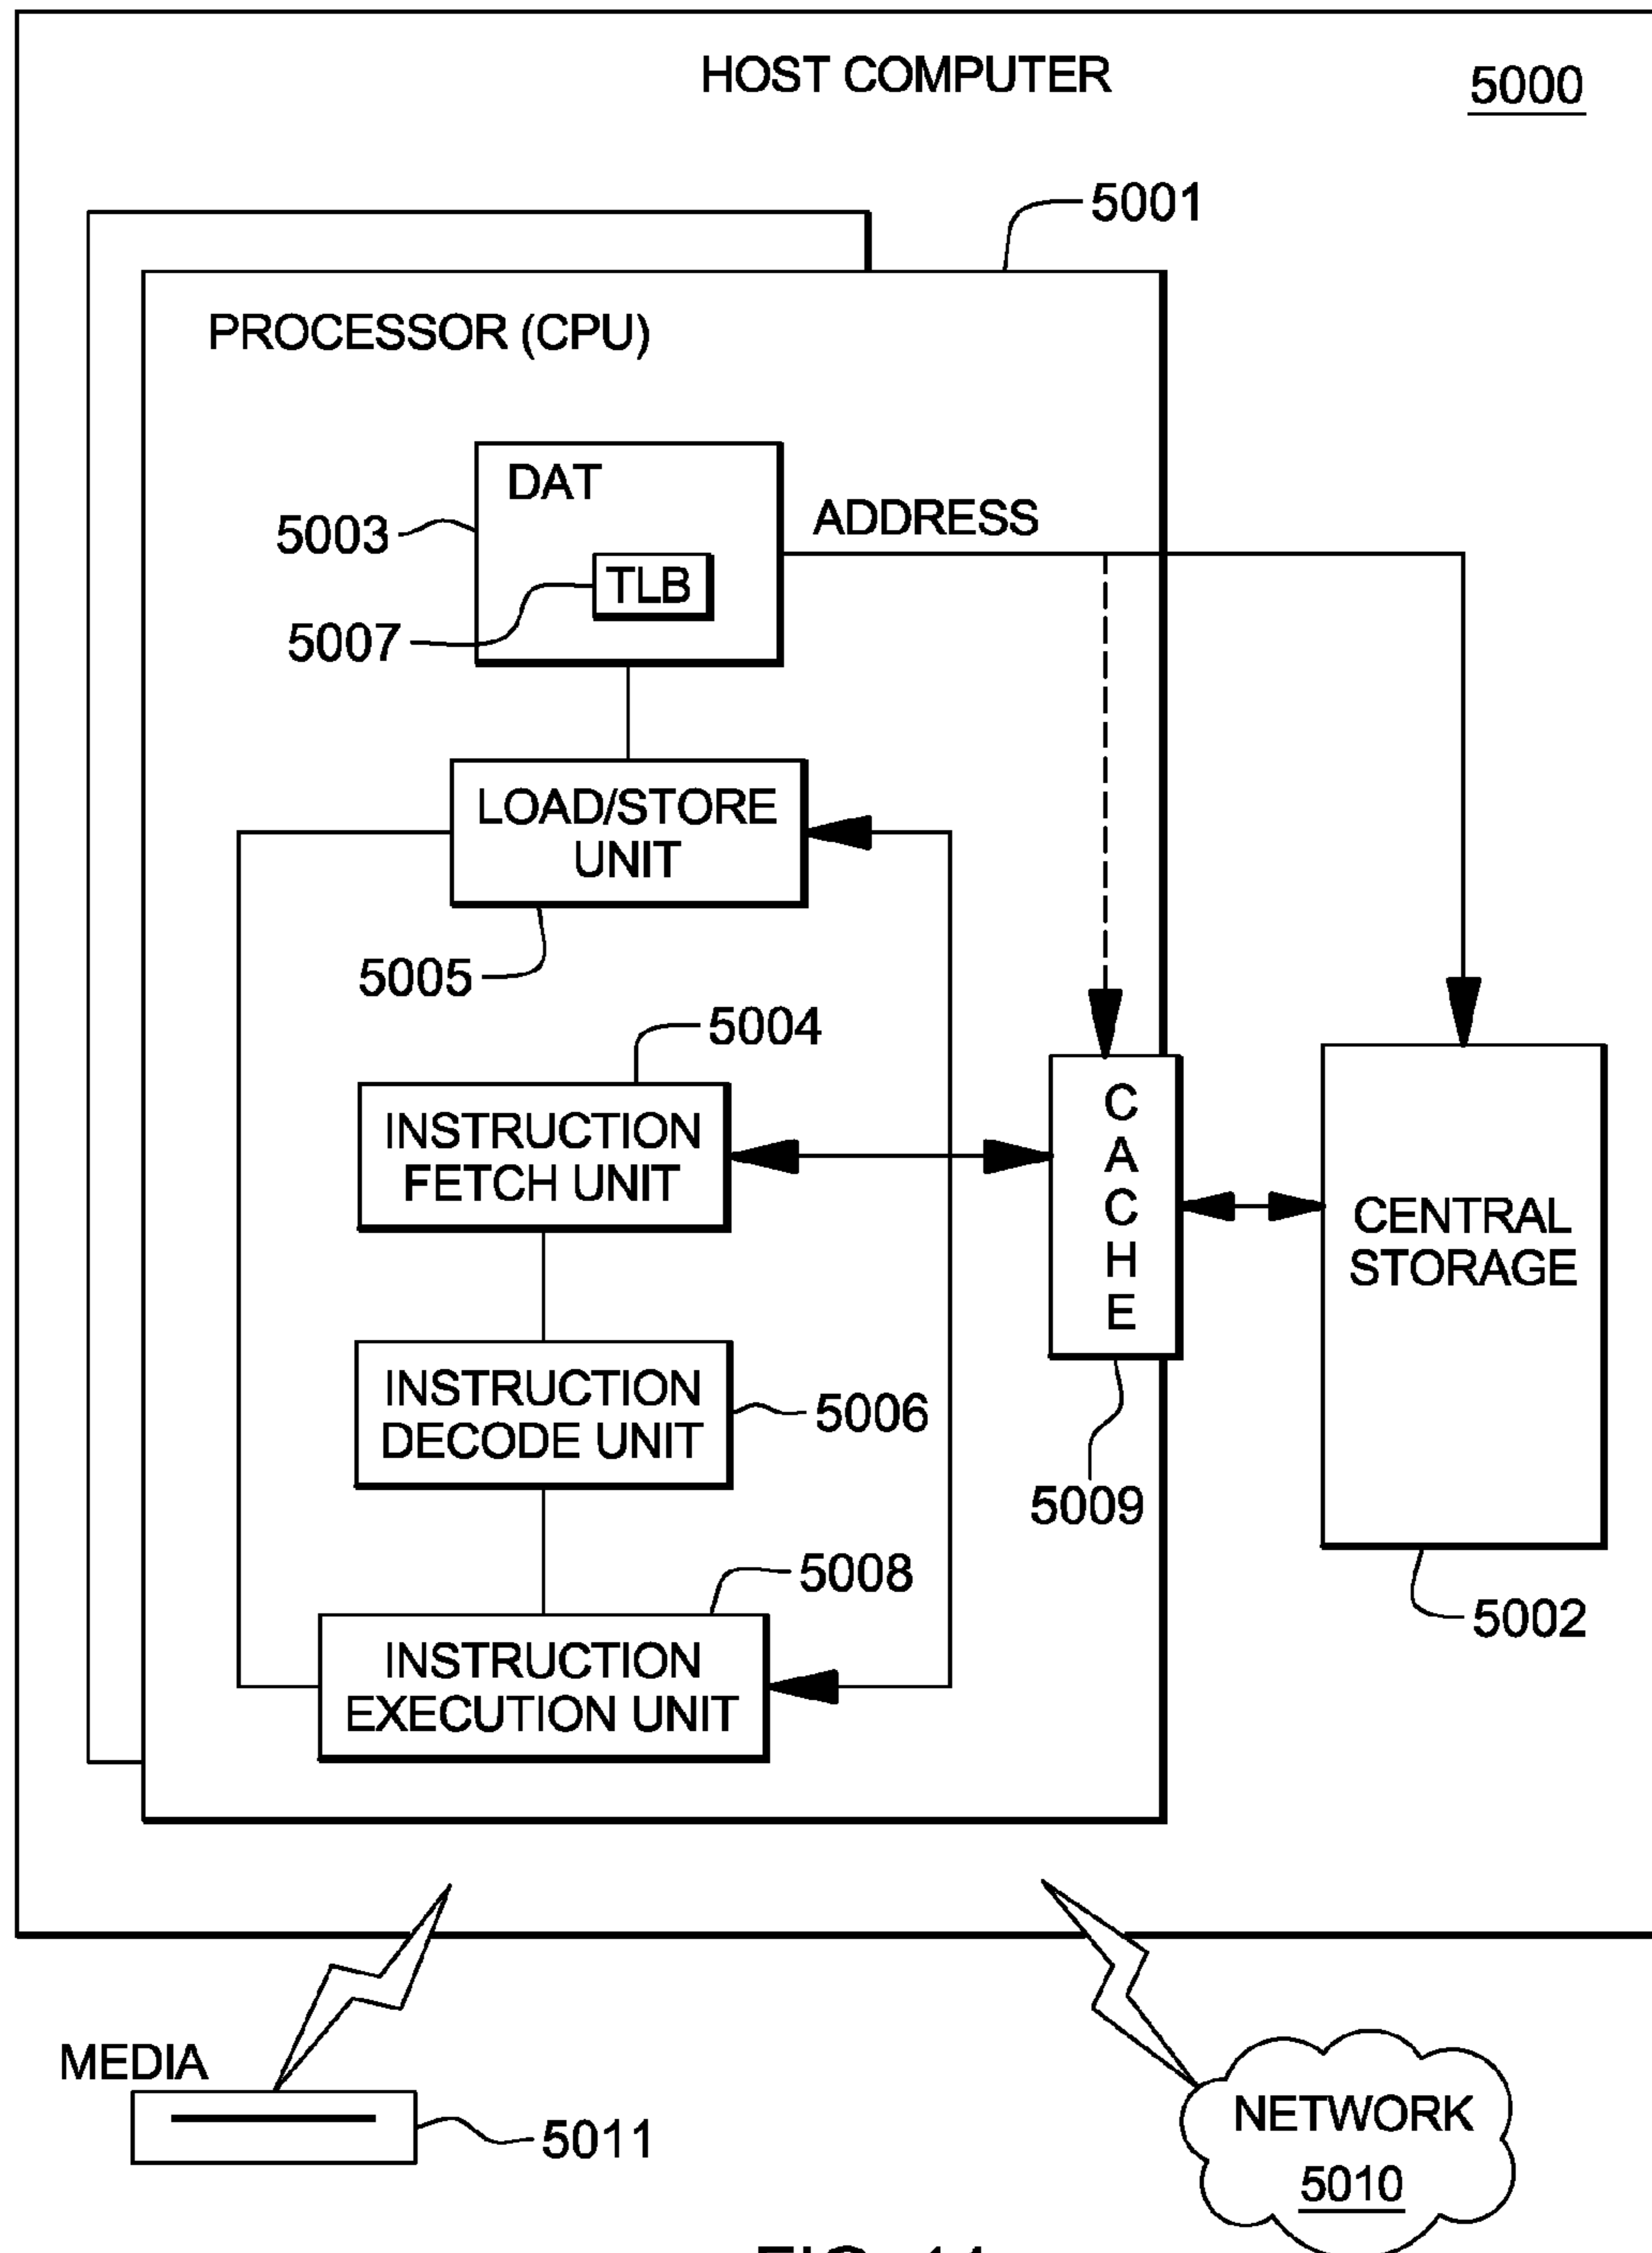 HOST COMPUTER
5000
5001
PROCESSOR (CPU)
DAT
ADDRESS
5003
TLB
5007
LOAD/STORE
UNIT
5005
5004
INSTRUCTION
FETCH UNIT
C
A
C
H
E
CENTRAL
STORAGE
INSTRUCTION
DECODE UNIT
5006
5009
5008
5002
INSTRUCTION
EXECUTION UNIT
MEDIA
5011
NETWORK
5010